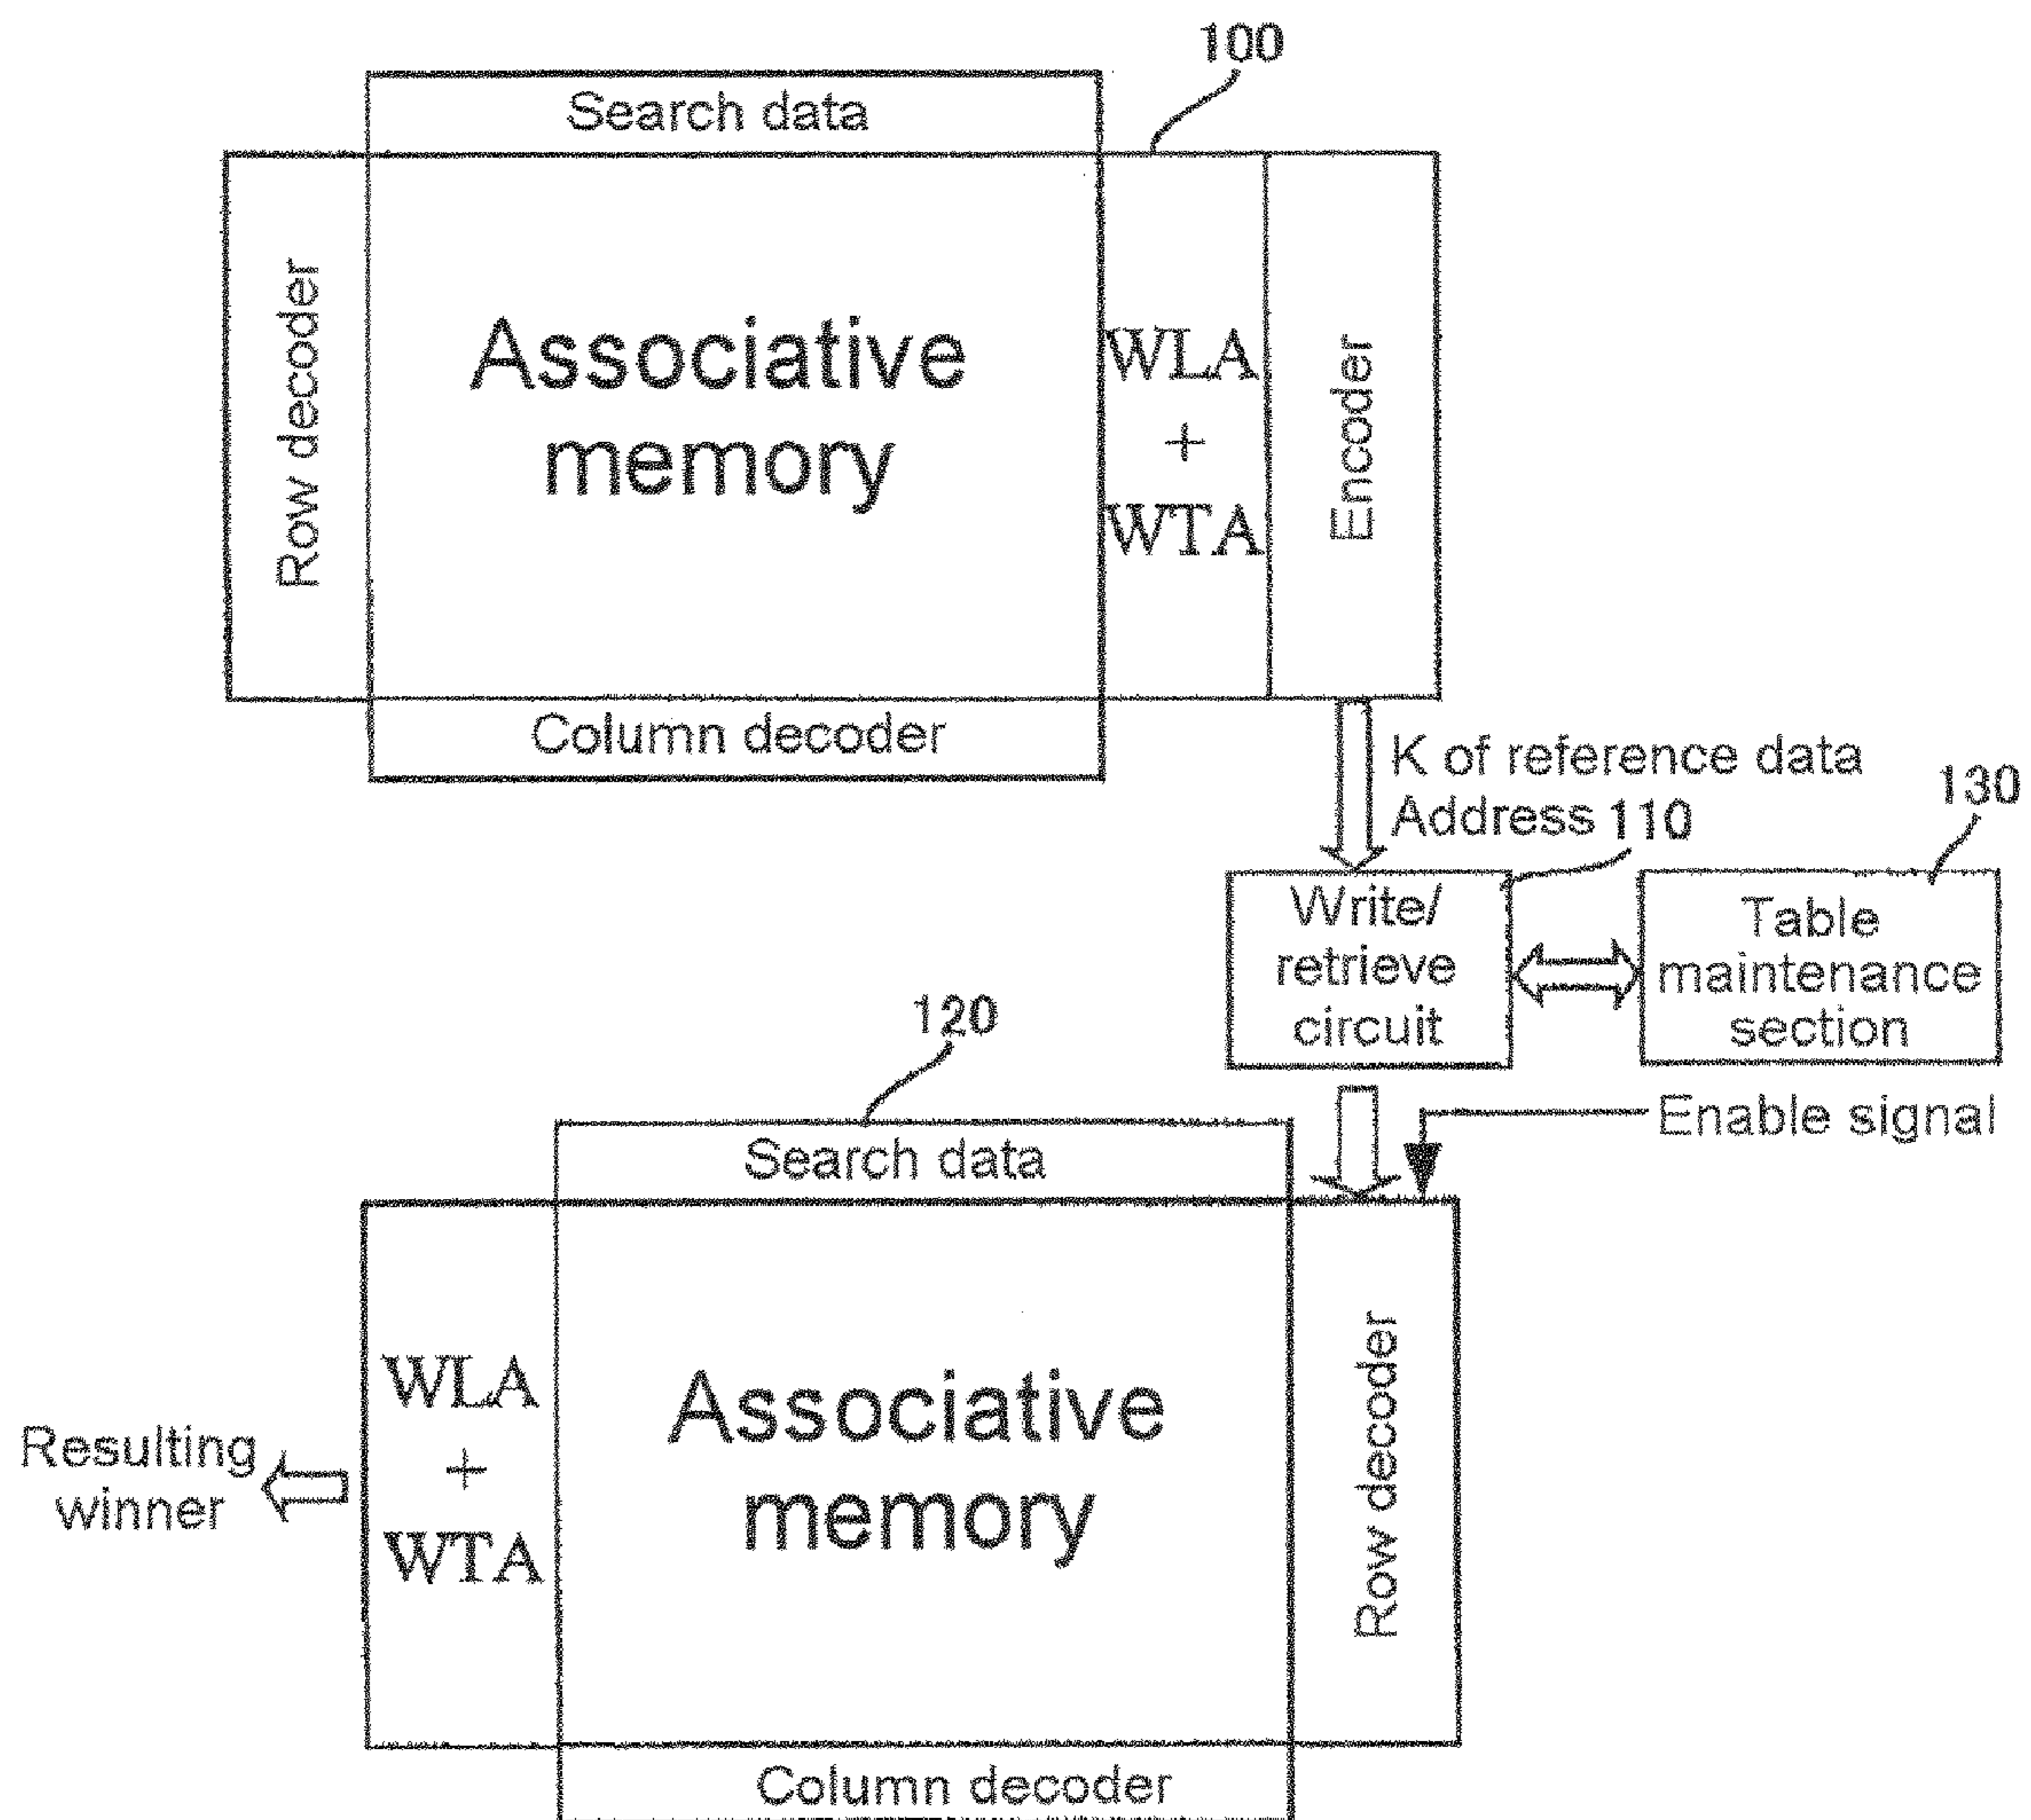 100
Search data
Row decoder
Associative
memory
WLA
+
WTA
Encoder
Column decoder
K of reference data
Address 110
130
Write/
retrieve
circuit
Table
maintenance
section
120
Enable signal
Search data
Resulting
winner
WLA
+
WTA
Associative
memory
Row decoder
Column decoder